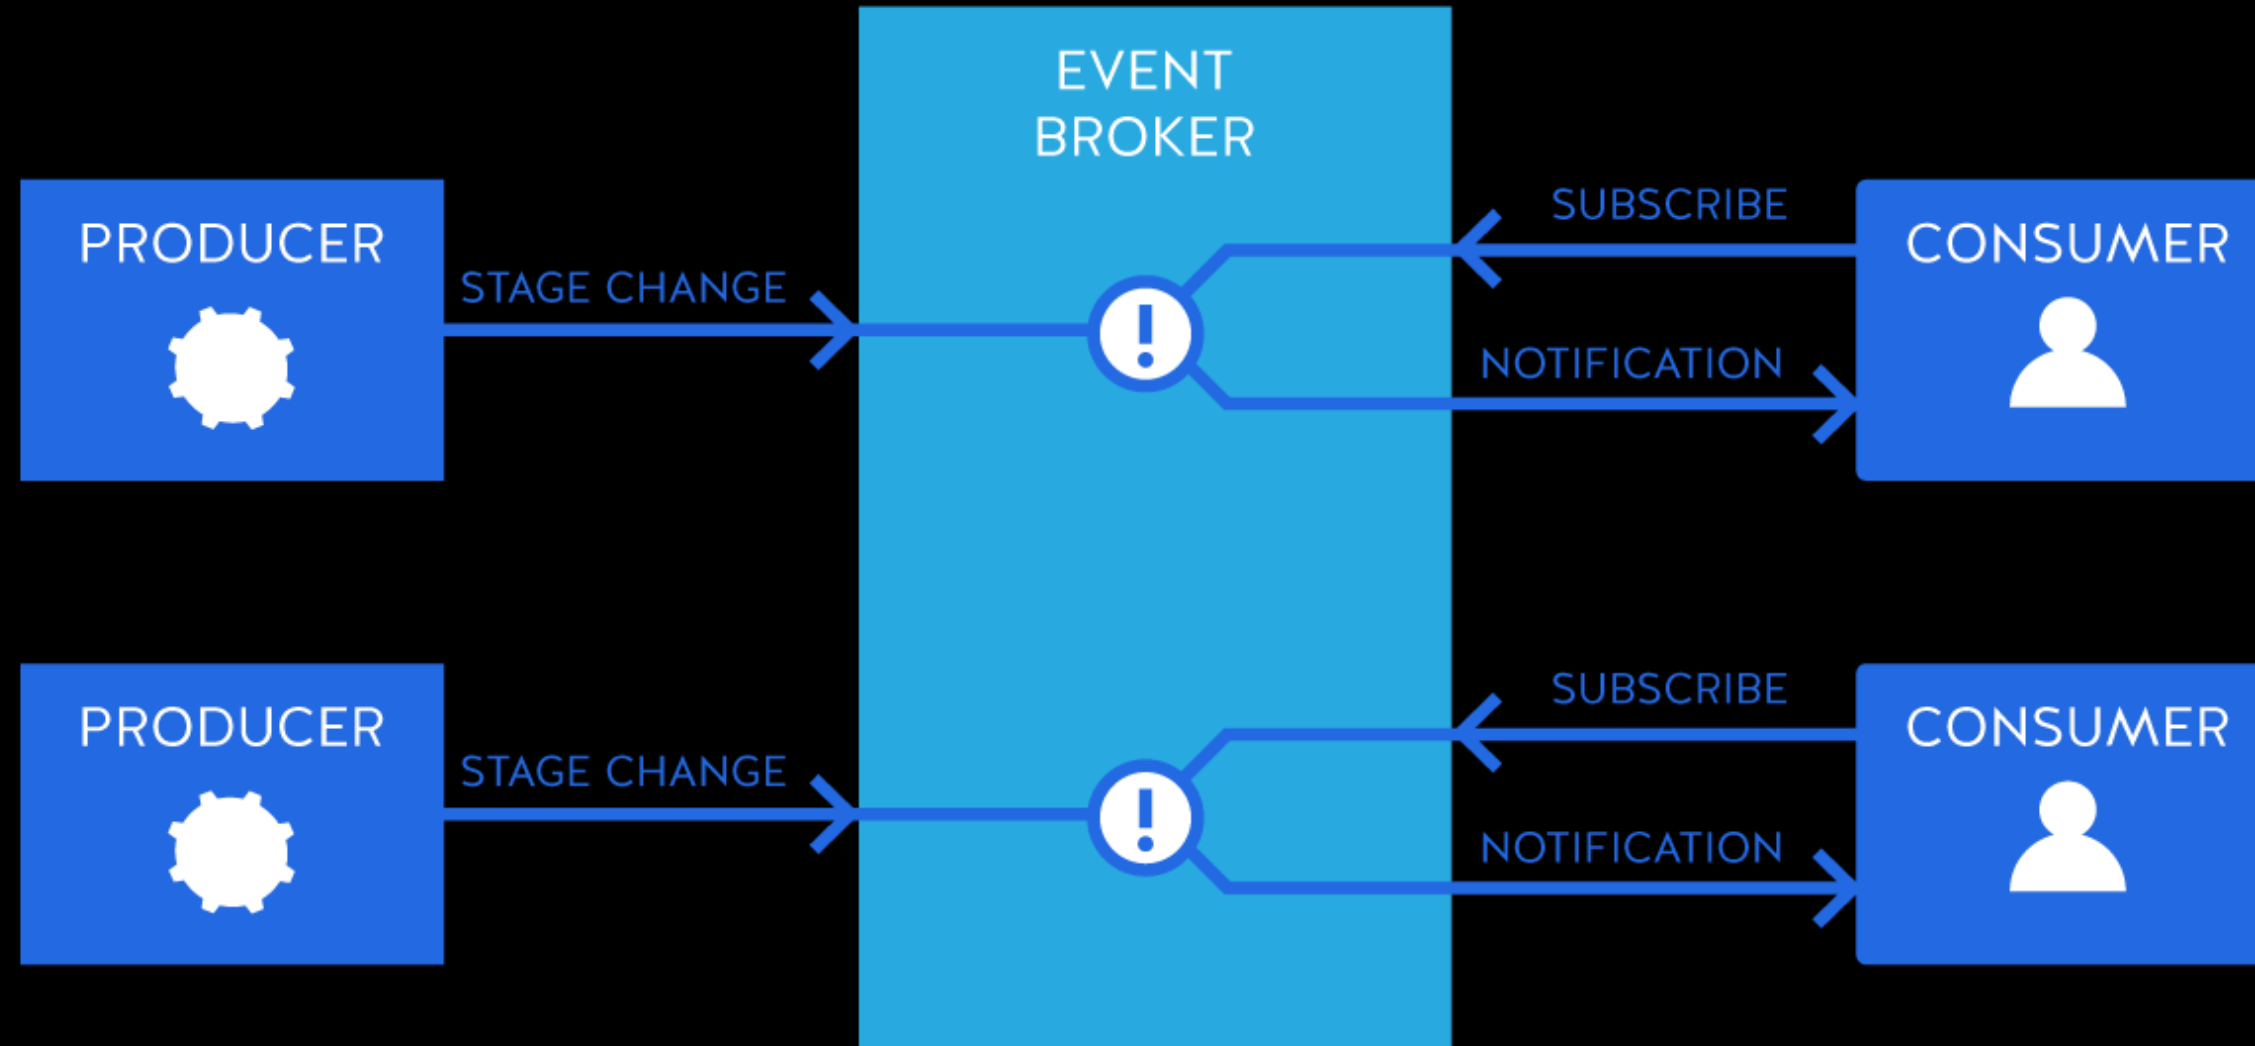 EVENT
BROKER
PRODUCER
STAGE CHANGE
SUBSCRIBE
NOTIFICATION
CONSUMER
PRODUCER
STAGE CHANGE
SUBSCRIBE
NOTIFICATION
CONSUMER